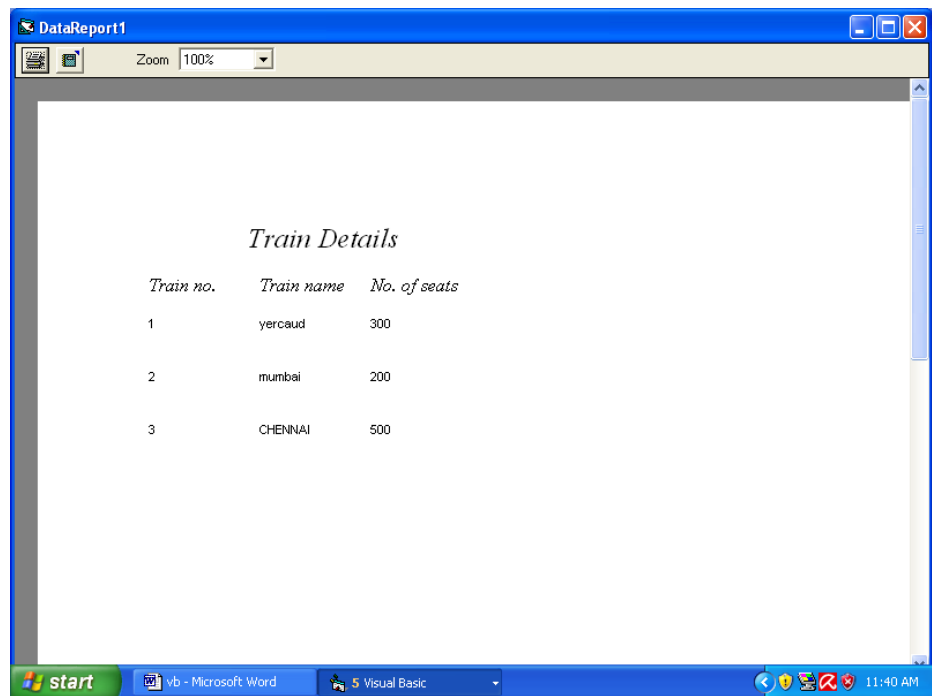 DataReport1
Zoom 100%
Train Details
Train no. Train name No. of seats
1 yercaud 300
2 mumbai 200
3 CHENNAI 500
start vb - Microsoft Word 5 Visual Basic 11:40 AM